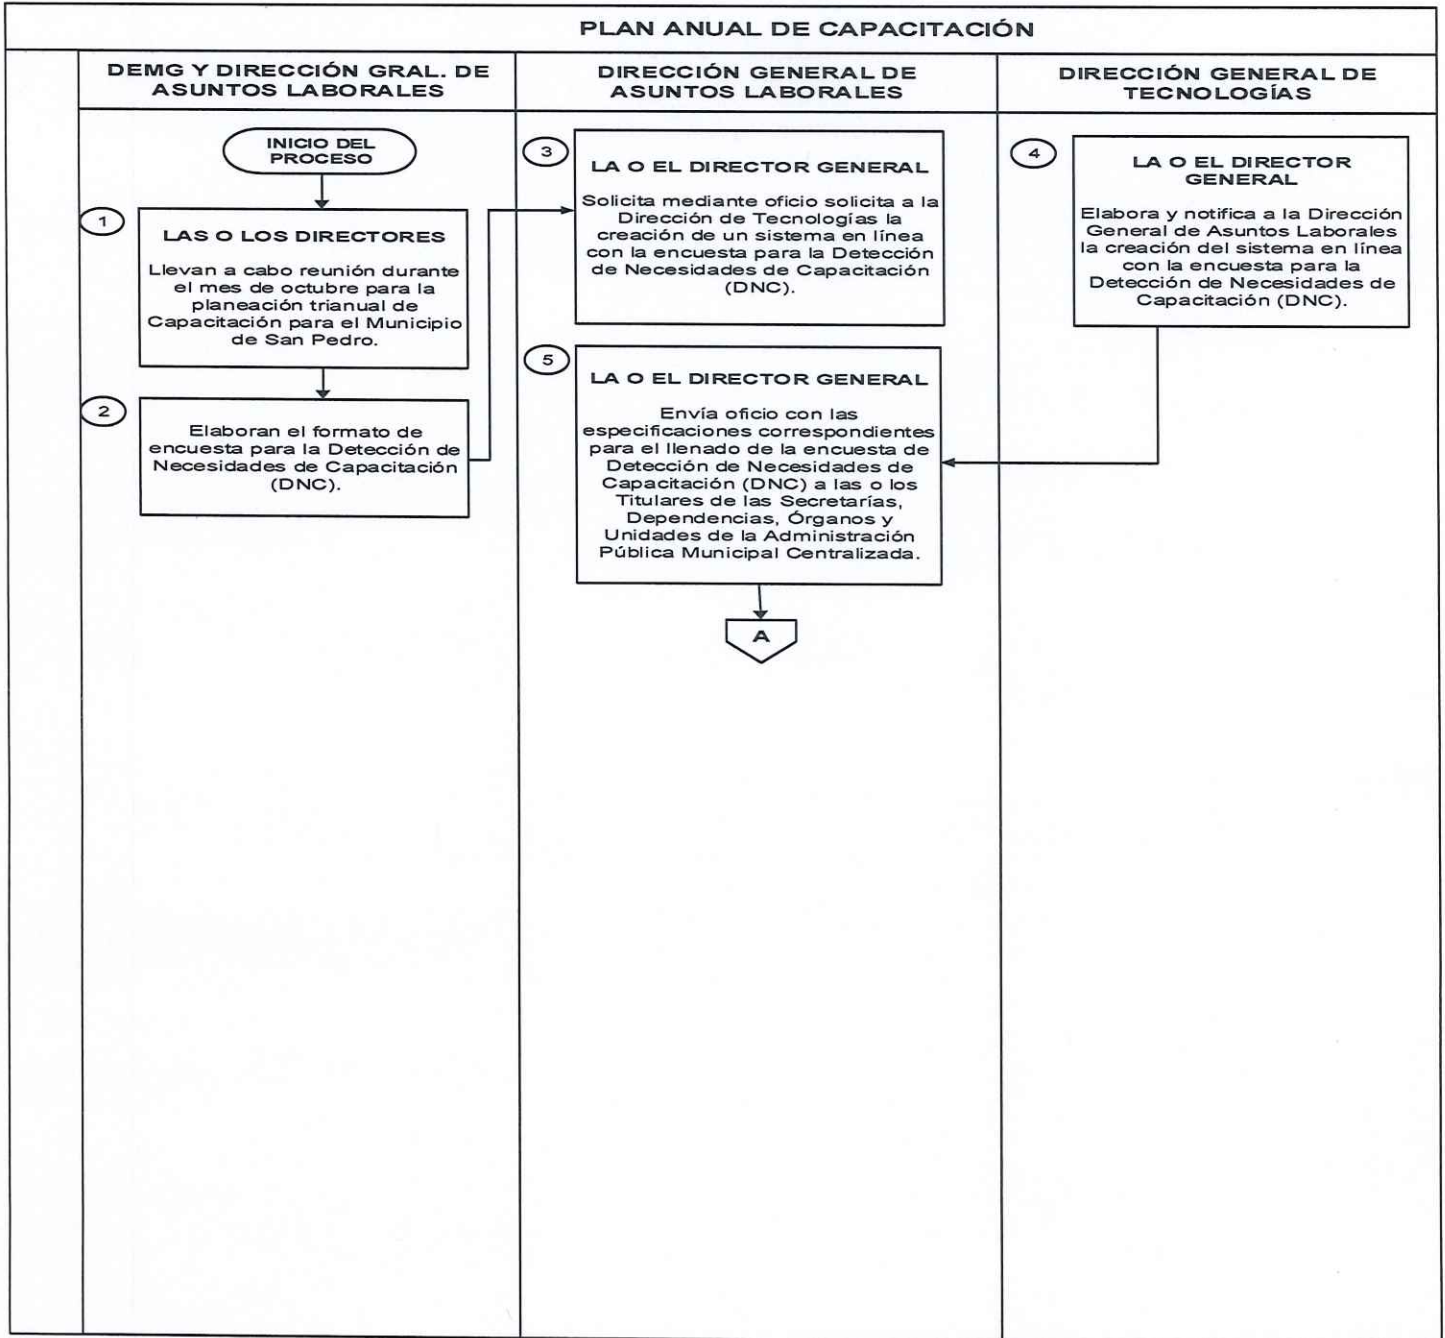 PLAN ANUAL DE CAPACITACIÓN
DEMG Y DIRECCIÓN GRAL. DE
ASUNTOS LABORALES
DIRECCIÓN GENERAL DE
ASUNTOS LABORALES
DIRECCIÓN GENERAL DE
TECNOLOGÍAS
INICIO DEL
PROCESO
1
LAS O LOS DIRECTORES
Llevan a cabo reunión durante
el mes de octubre para la
planeación trianual de
Capacitación para el Municipio
de San Pedro.
2
Elaboran el formato de
encuesta para la Detección de
Necesidades de Capacitación
(DNC).
3
LA O EL DIRECTOR GENERAL
Solicita mediante oficio solicita a la
Dirección de Tecnologías la
creación de un sistema en línea
con la encuesta para la Detección
de Necesidades de Capacitación
(DNC).
4
LA O EL DIRECTOR
GENERAL
Elabora y notifica a la Dirección
General de Asuntos Laborales
la creación del sistema en línea
con la encuesta para la
Detección de Necesidades de
Capacitación (DNC).
5
LA O EL DIRECTOR GENERAL
Envía oficio con las
especificaciones correspondientes
para el llenado de la encuesta de
Detección de Necesidades de
Capacitación (DNC) a las o los
Titulares de las Secretarías,
Dependencias, Órganos y
Unidades de la Administración
Pública Municipal Centralizada.
A